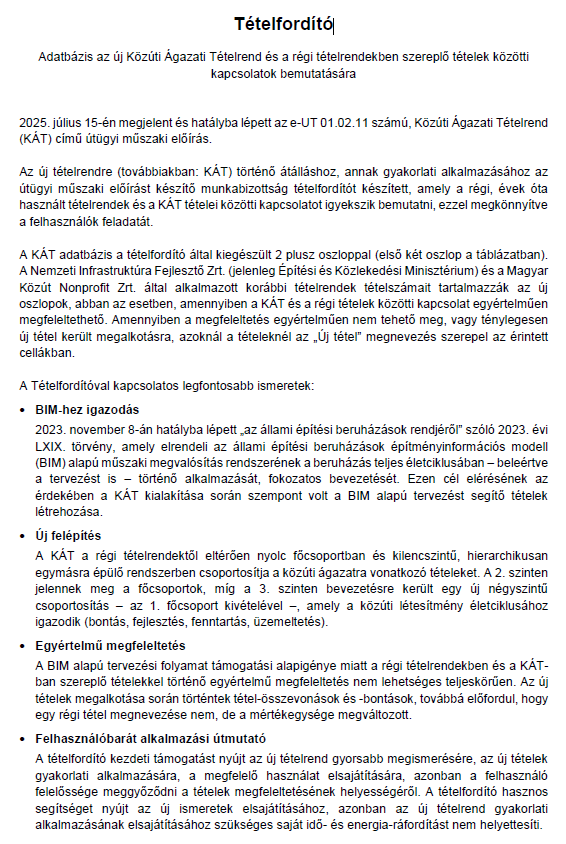 Tételfordító
Adatbázis az új Közúti Ágazati Tételrend és a régi tételrendekben szereplő tételek közötti
kapcsolatok bemutatására
2025. július 15-én megjelent és hatályba lépett az e-UT 01.02.11 számú, Közúti Ágazati Tételrend
(KÁT) című útügyi műszaki előírás.
Az új tételrendre (továbbiakban: KÁT) történő átálláshoz, annak gyakorlati alkalmazásához az
útügyi műszaki előírást készítő munkabizottság tételfordítót készített, amely a régi, évek óta
használt tételrendek és a KÁT tételei közötti kapcsolatot igyekszik bemutatni, ezzel megkönnyítve
a felhasználók feladatát.
A KÁT adatbázis a tételfordító által kiegészült 2 plusz oszloppal (első két oszlop a táblázatban).
A Nemzeti Infrastruktúra Fejlesztő Zrt. (jelenleg Építési és Közlekedési Minisztérium) és a Magyar
Közút Nonprofit Zrt. által alkalmazott korábbi tételrendek tételszámait tartalmazzák az új
oszlopok, abban az esetben, amennyiben a KÁT és a régi tételek közötti kapcsolat egyértelműen
megfeleltethető. Amennyiben a megfeleltetés egyértelműen nem tehető meg, vagy ténylegesen
új tétel került megalkotásra, azoknál a tételeknél az „Új tétel” megnevezés szerepel az érintett
cellákban.
A Tételfordítóval kapcsolatos legfontosabb ismeretek:
• BIM-hez igazodás
2023. november 8-án hatályba lépett „az állami építési beruházások rendjéről” szóló 2023. évi
LXIX. törvény, amely elrendeli az állami építési beruházások építményinformációs modell
(BIM) alapú műszaki megvalósítás rendszerének a beruházás teljes életciklusában – beleértve
a tervezést is – történő alkalmazását, fokozatos bevezetését. Ezen cél elérésének az
érdekében a KÁT kialakítása során szempont volt a BIM alapú tervezést segítő tételek
létrehozása.
• Új felépítés
A KÁT a régi tételrendektől eltérően nyolc főcsoportban és kilencszintű, hierarchikusan
egymásra épülő rendszerben csoportosítja a közúti ágazatra vonatkozó tételeket. A 2. szinten
jelennek meg a főcsoportok, míg a 3. szinten bevezetésre került egy új négyszintű
csoportosítás – az 1. főcsoport kivételével –, amely a közúti létesítmény életciklusához
igazodik (bontás, fejlesztés, fenntartás, üzemeltetés).
• Egyértelmű megfeleltetés
A BIM alapú tervezési folyamat támogatási alapigénye miatt a régi tételrendekben és a KÁT-
ban szereplő tételekkel történő egyértelmű megfeleltetés nem lehetséges teljeskörűen. Az új
tételek megalkotása során történtek tétel-összevonások és -bontások, továbbá előfordul, hogy
egy régi tétel megnevezése nem, de a mértékegysége megváltozott.
• Felhasználóbarát alkalmazási útmutató
A tételfordító kezdeti támogatást nyújt az új tételrend gyorsabb megismerésére, az új tételek
gyakorlati alkalmazására, a megfelelő használat elsajátítására, azonban a felhasználó
felelőssége meggyőződni a tételek megfeleltetésének helyességéről. A tételfordító hasznos
segítséget nyújt az új ismeretek elsajátításához, azonban az új tételrend gyakorlati
alkalmazásának elsajátításához szükséges saját idő- és energia-ráfordítást nem helyettesíti.